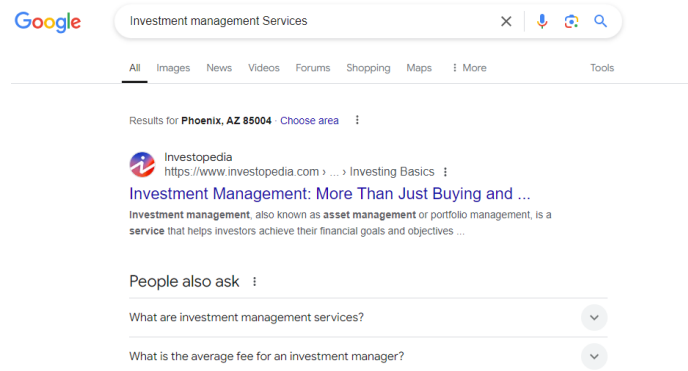 Google
Investment management Services
All Images News Videos Forums Shopping Maps More Tools
Results for Phoenix, AZ 85004 · Choose area
Investopedia
https://www.investopedia.com › ... › Investing Basics
Investment Management: More Than Just Buying and ...
Investment management, also known as asset management or portfolio management, is a
service that helps investors achieve their financial goals and objectives ...
People also ask
What are investment management services?
What is the average fee for an investment manager?